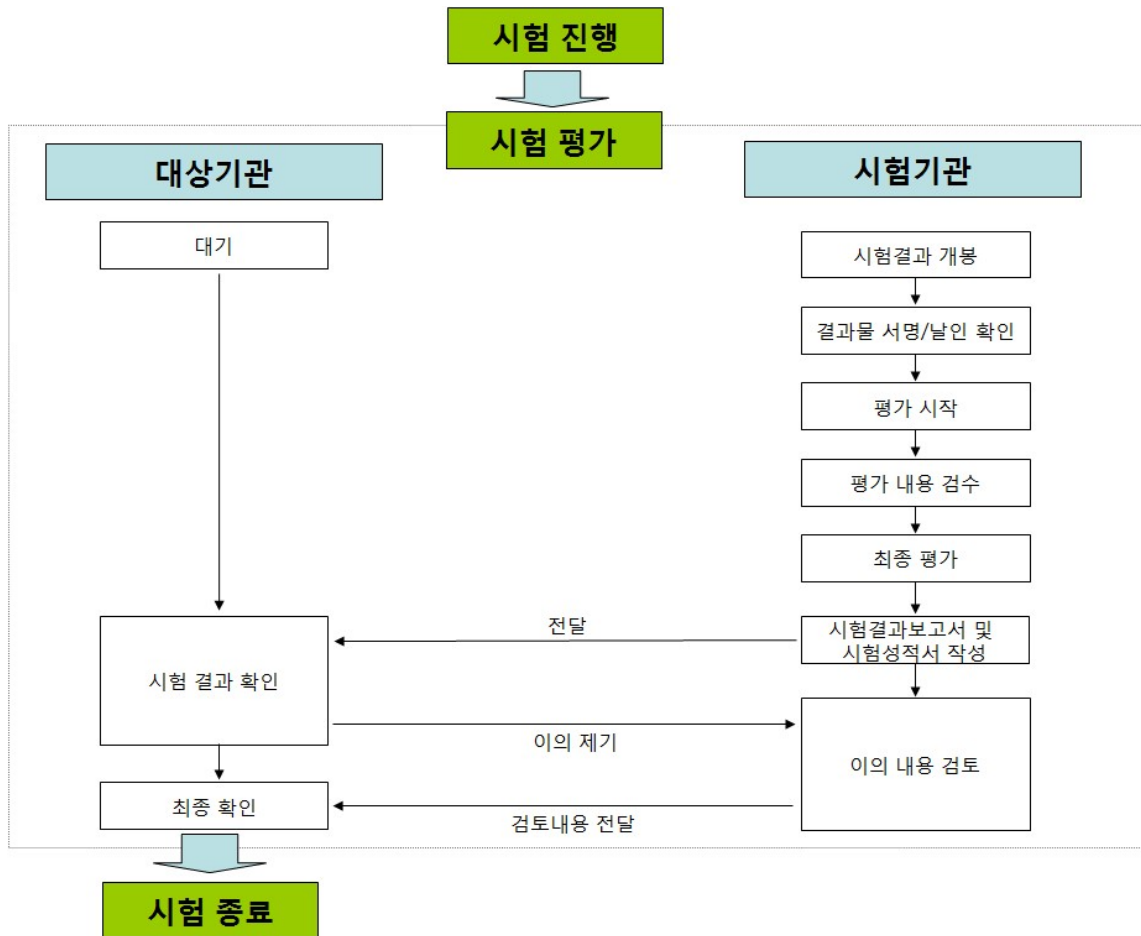 시험 진행
시험 평가
대상기관
시험기관
대기
시험결과 개봉
결과물 서명/날인 확인
평가 시작
평가 내용 검수
최종 평가
전달
시험결과보고서 및
시험성적서 작성
시험 결과 확인
이의 제기
이의 내용 검토
최종 확인
검토내용 전달
시험 종료